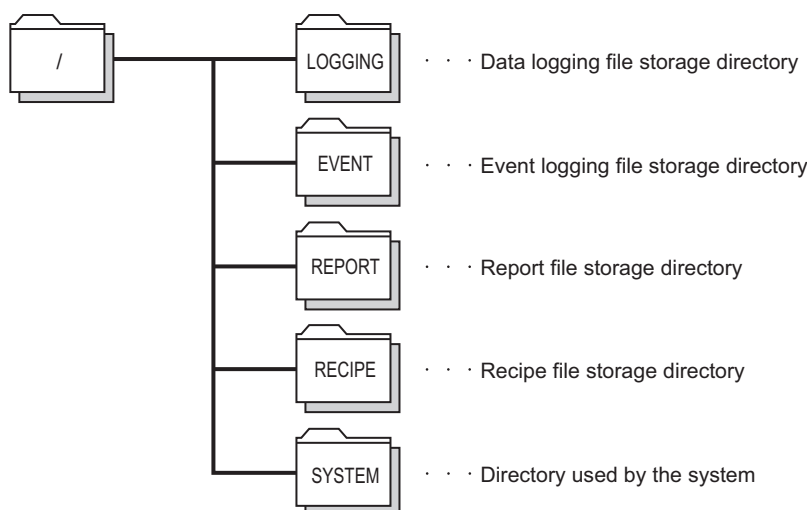 /
LOGGING · · · Data logging file storage directory
EVENT · · · Event logging file storage directory
REPORT · · · Report file storage directory
RECIPE · · · Recipe file storage directory
SYSTEM · · · Directory used by the system